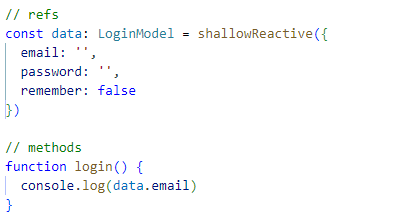 // refs
const data: LoginModel = shallowReactive({
  email: '',
  password: '',
  remember: false
})

// methods
function login() {
  console.log(data.email)
}